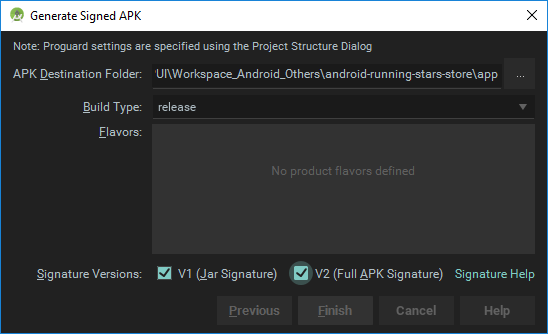 Generate Signed APK
Note: Proguard settings are specified using the Project Structure Dialog
APK Destination Folder: UI\Workspace_Android_Others\android-running-stars-store\app ...
Build Type: release
Flavors:
No product flavors defined
Signature Versions: V1 (Jar Signature) V2 (Full APK Signature) Signature Help
Previous Finish Cancel Help